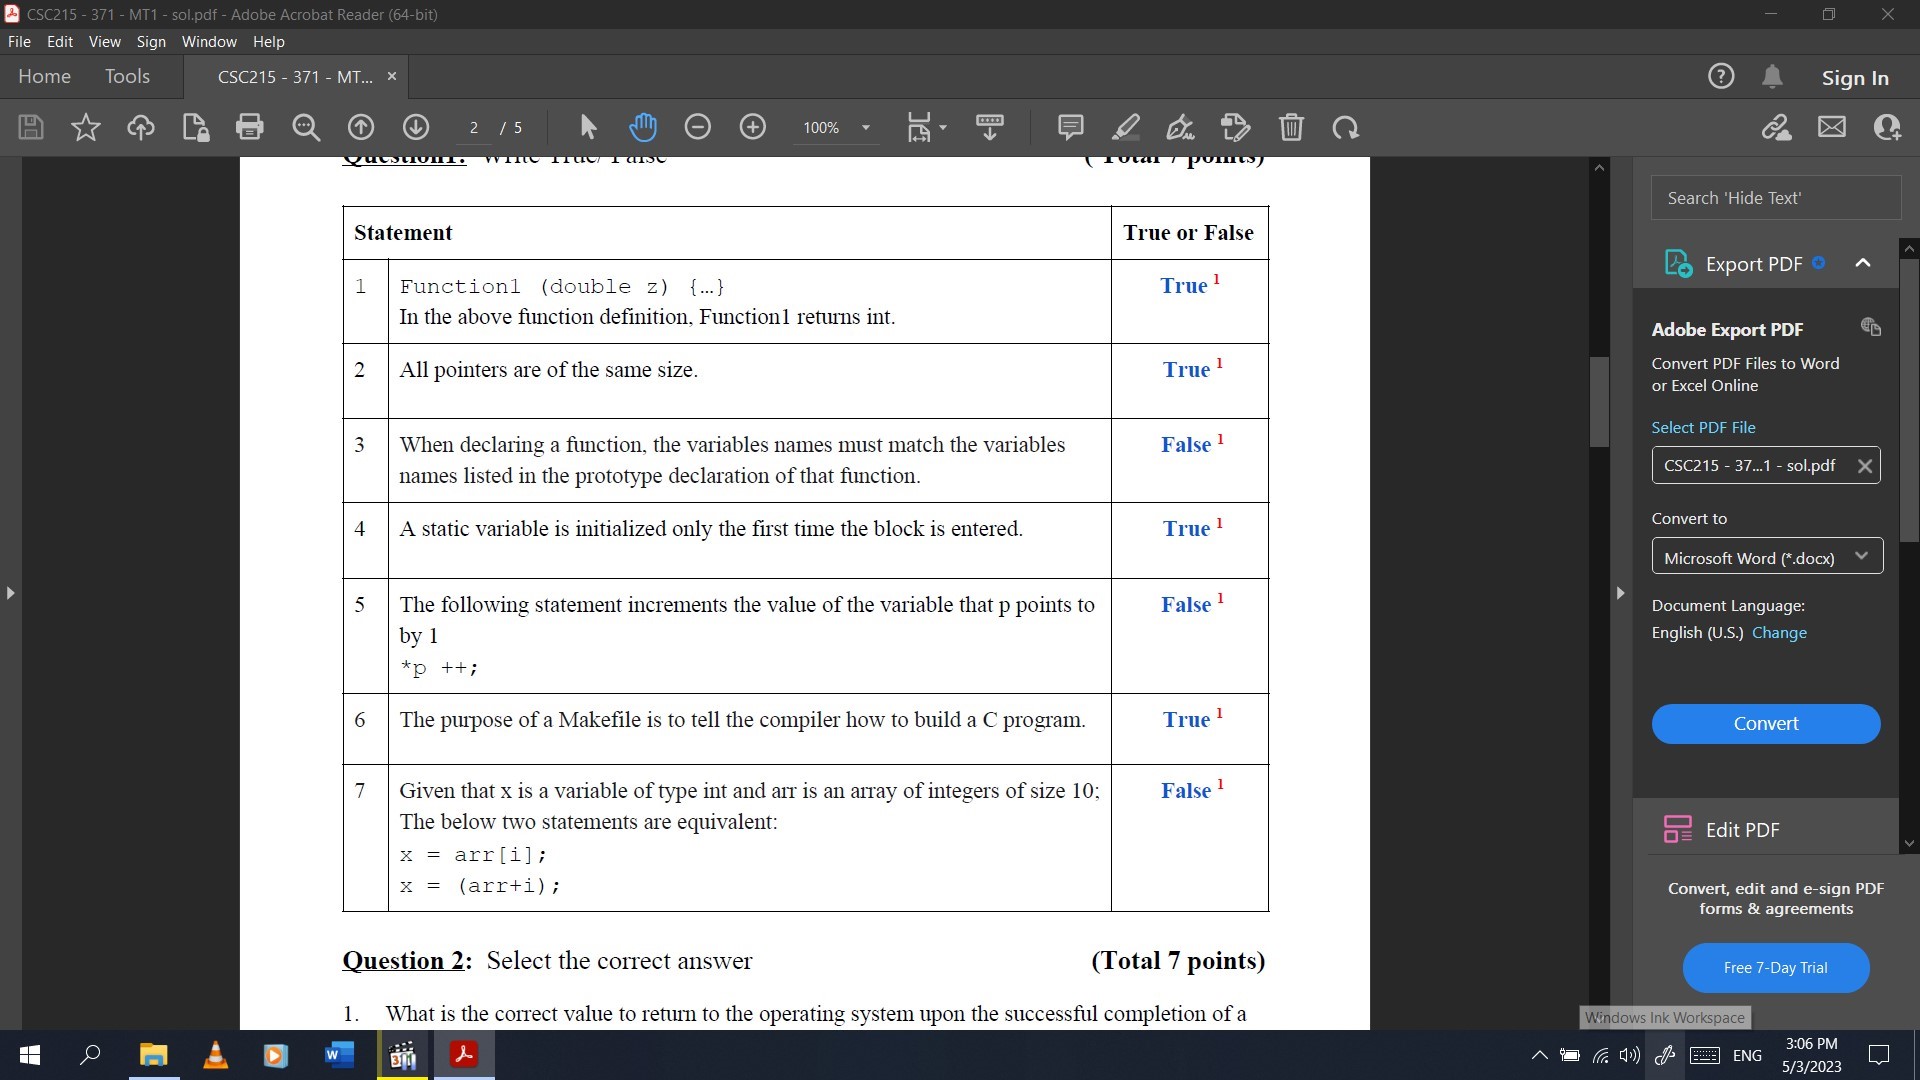 CSC215 - 371 - MT1 - sol.pdf - Adobe Acrobat Reader (64-bit)
File Edit View Sign Window Help
Home Tools CSC215 - 371 - MT... × Sign In
2 / 5 100%
Question1: Write True/ False ( Total 7 points)
Statement True or False
1 Function1 (double z) {…} True 1
In the above function definition, Function1 returns int.
2 All pointers are of the same size. True 1
3 When declaring a function, the variables names must match the variables False 1
names listed in the prototype declaration of that function.
4 A static variable is initialized only the first time the block is entered. True 1
5 The following statement increments the value of the variable that p points to False 1
by 1
*p ++;
6 The purpose of a Makefile is to tell the compiler how to build a C program. True 1
7 Given that x is a variable of type int and arr is an array of integers of size 10; False 1
The below two statements are equivalent:
x = arr[i];
x = (arr+i);
Question 2: Select the correct answer (Total 7 points)
1. What is the correct value to return to the operating system upon the successful completion of a
Search 'Hide Text'
Export PDF
Adobe Export PDF
Convert PDF Files to Word
or Excel Online
Select PDF File
CSC215 - 37...1 - sol.pdf
Convert to
Microsoft Word (*.docx)
Document Language:
English (U.S.) Change
Convert
Edit PDF
Convert, edit and e-sign PDF
forms & agreements
Free 7-Day Trial
Windows Ink Workspace
ENG
3:06 PM
5/3/2023